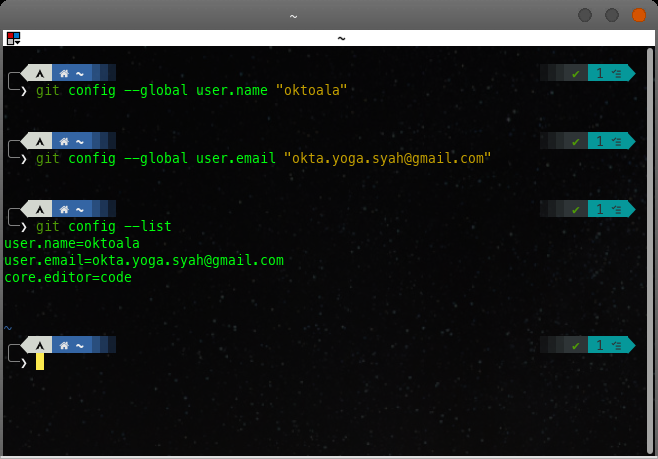 ~
~
~ ✔ 1
❯ git config --global user.name "oktoala"
~ ✔ 1
❯ git config --global user.email "okta.yoga.syah@gmail.com"
~ ✔ 1
❯ git config --list
user.name=oktoala
user.email=okta.yoga.syah@gmail.com
core.editor=code
~
~ ✔ 1
❯